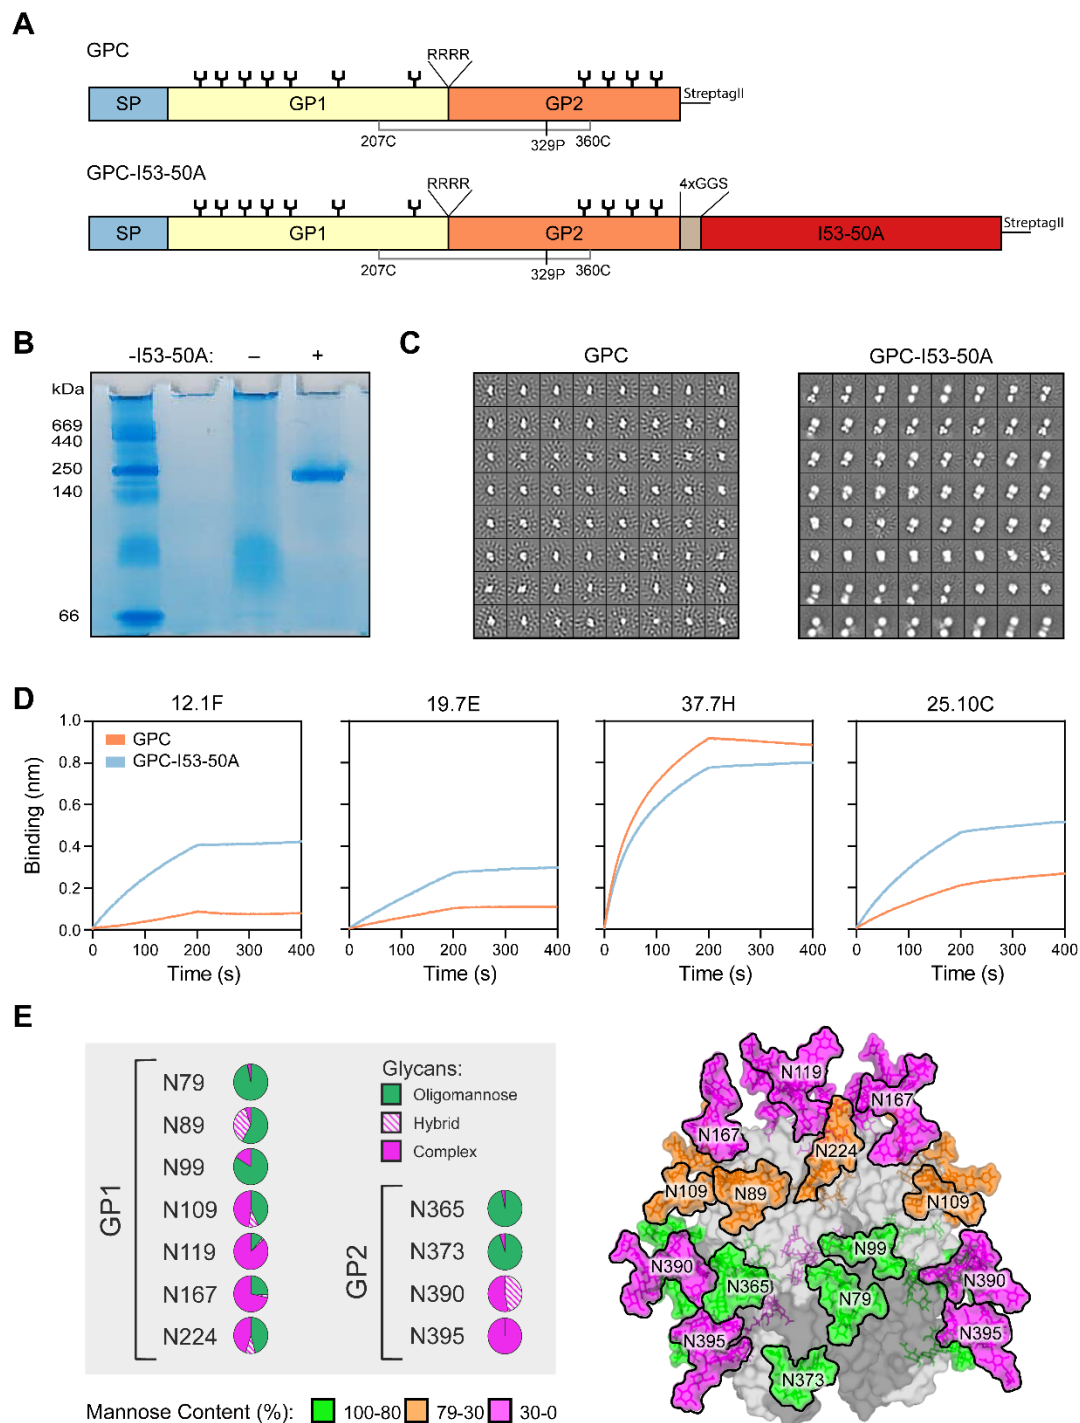 A
GPC
RRRR
SP
GP1
GP2
StreptagII
207C
329P
360C
GPC-I53-50A
RRRR
4xGGS
SP
GP1
GP2
I53-50A
StreptagII
207C
329P
360C
B
-I53-50A: – +
kDa
669
440
250
140
66
C
GPC
GPC-I53-50A
D
12.1F
19.7E
37.7H
25.10C
GPC
GPC-I53-50A
Binding (nm)
1.0
0.8
0.6
0.4
0.2
0.0
0 100 200 300 400
0 100 200 300 400
0 100 200 300 400
0 100 200 300 400
Time (s)
Time (s)
Time (s)
Time (s)
E
GP1
N79
N89
N99
N109
N119
N167
N224
Glycans:
Oligomannose
Hybrid
Complex
GP2
N365
N373
N390
N395
N119
N167
N167
N224
N109
N89
N109
N99
N390
N365
N79
N390
N395
N395
N373
Mannose Content (%): 100-80 79-30 30-0